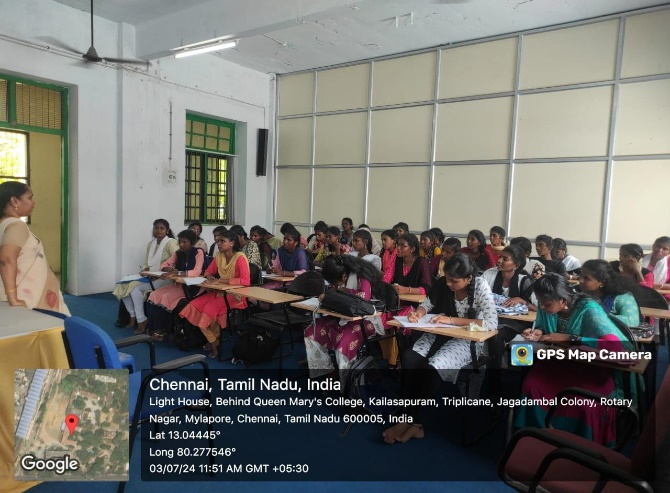 GPS Map Camera
Chennai, Tamil Nadu, India
Light House, Behind Queen Mary's College, Kailasapuram, Triplicane, Jagadambal Colony, Rotary
Nagar, Mylapore, Chennai, Tamil Nadu 600005, India
Lat 13.04445°
Long 80.277546°
03/07/24 11:51 AM GMT +05:30
Google